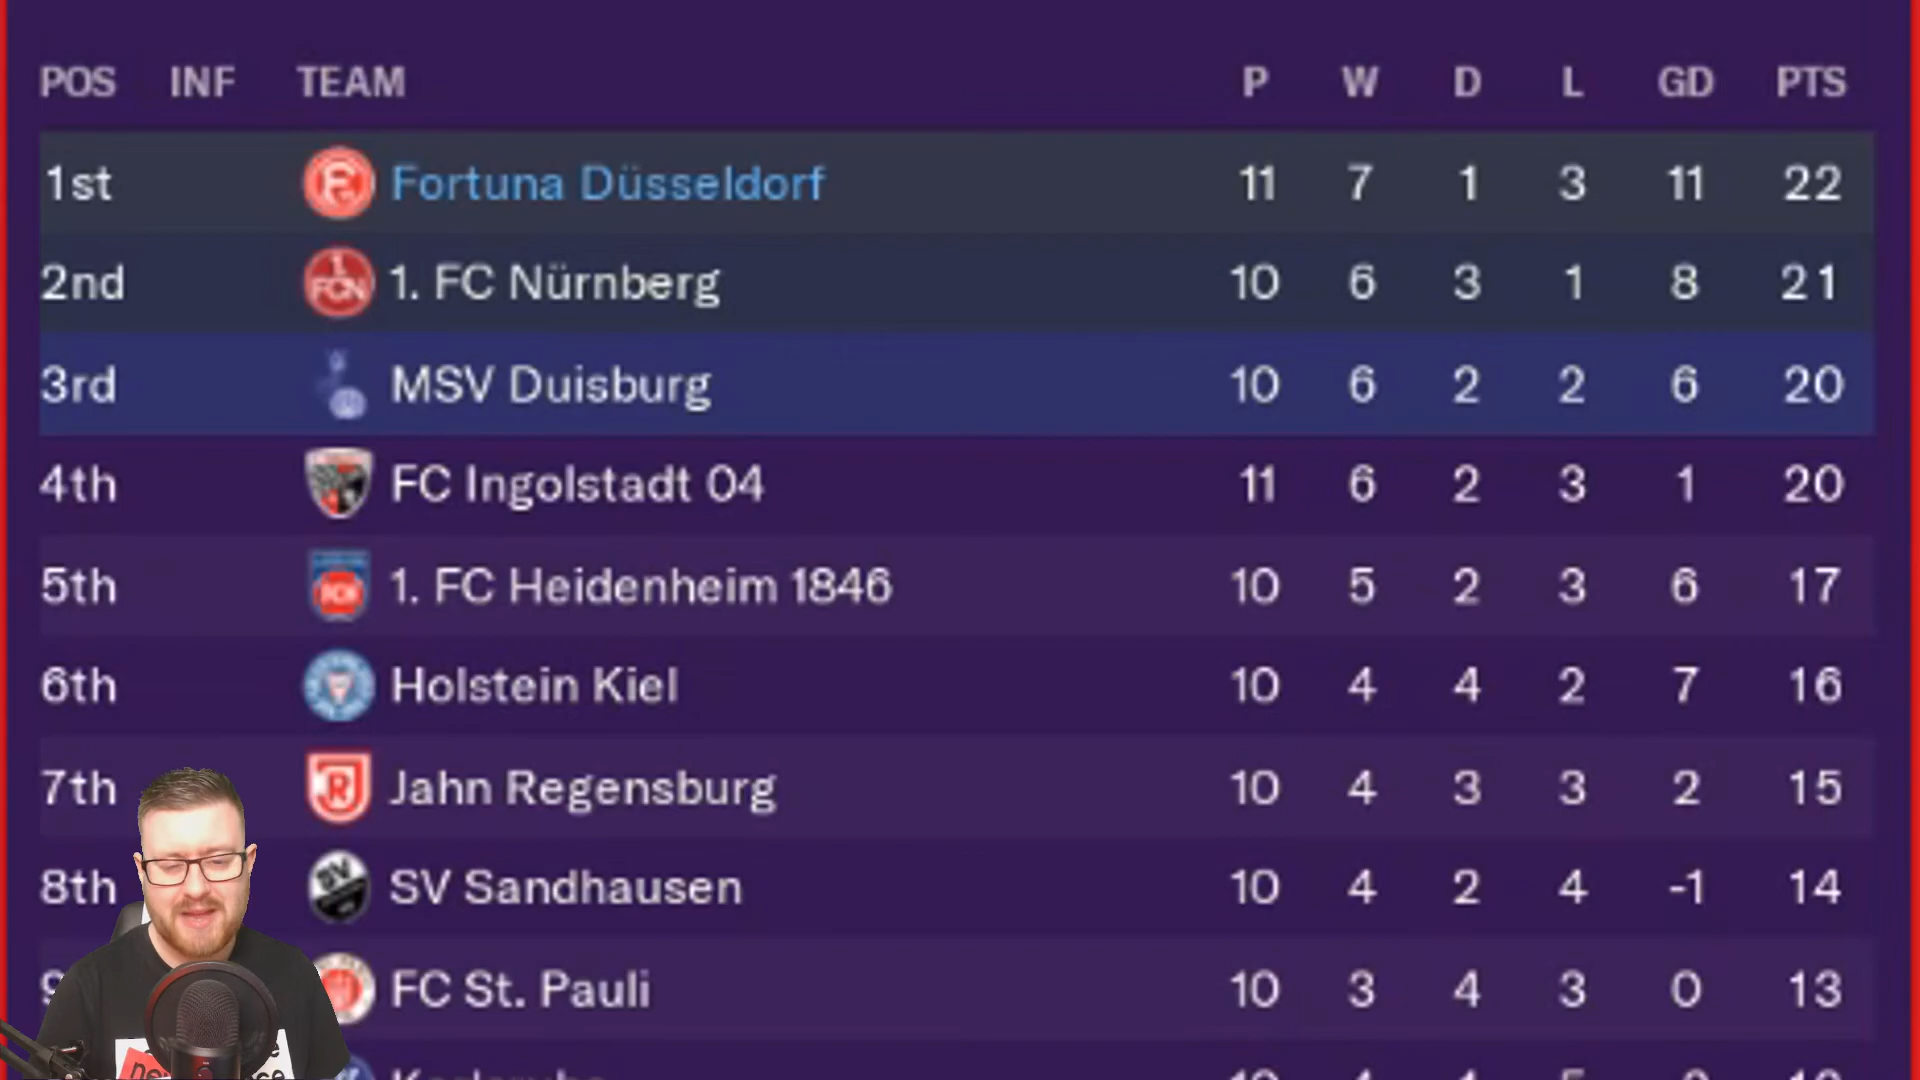 POS INF TEAM P W D L GD PTS
1st Fortuna Düsseldorf 11 7 1 3 11 22
2nd 1. FC Nürnberg 10 6 3 1 8 21
3rd MSV Duisburg 10 6 2 2 6 20
4th FC Ingolstadt 04 11 6 2 3 1 20
5th 1. FC Heidenheim 1846 10 5 2 3 6 17
6th Holstein Kiel 10 4 4 2 7 16
7th Jahn Regensburg 10 4 3 3 2 15
8th SV Sandhausen 10 4 2 4 -1 14
FC St. Pauli 10 3 4 3 0 13